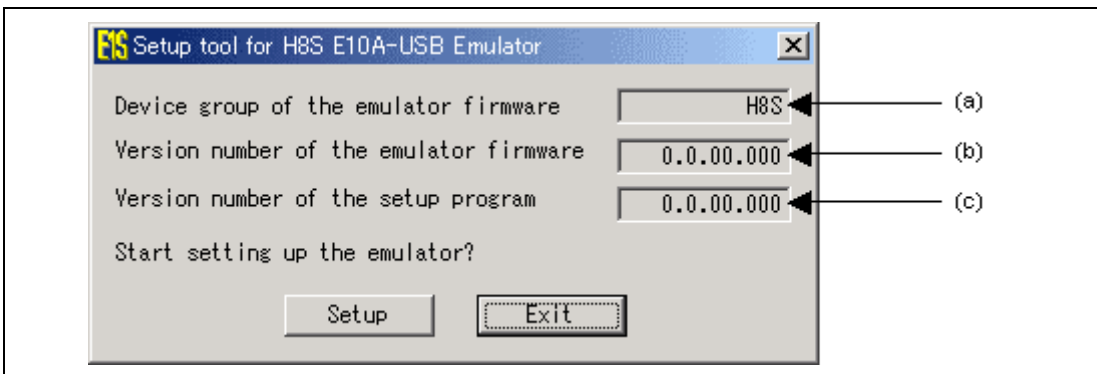 E1S Setup tool for H8S E10A-USB Emulator
Device group of the emulator firmware H8S (a)
Version number of the emulator firmware 0.0.00.000 (b)
Version number of the setup program 0.0.00.000 (c)
Start setting up the emulator?
Setup Exit